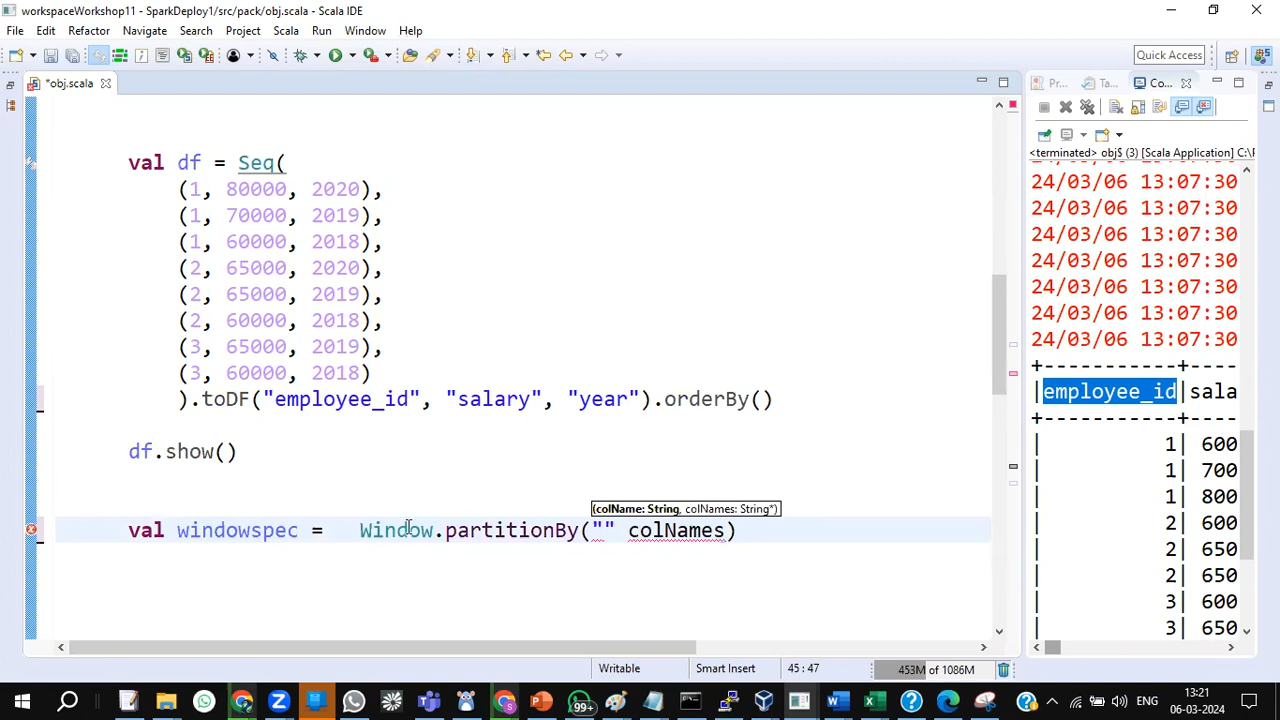 workspaceWorkshop11 - SparkDeploy1/src/pack/obj.scala - Scala IDE
File Edit Refactor Navigate Search Project Scala Run Window Help
Quick Access
*obj.scala
Pr... Ta... Co...
<terminated> obj$ (3) [Scala Application] C:\
val df = Seq(
(1, 80000, 2020),
(1, 70000, 2019),
(1, 60000, 2018),
(2, 65000, 2020),
(2, 65000, 2019),
(2, 60000, 2018),
(3, 65000, 2019),
(3, 60000, 2018)
).toDF("employee_id", "salary", "year").orderBy()
df.show()
(colName: String, colNames: String*)
val windowspec = Window.partitionBy("" colNames)
24/03/06 13:07:30
24/03/06 13:07:30
24/03/06 13:07:30
24/03/06 13:07:30
24/03/06 13:07:30
24/03/06 13:07:30
24/03/06 13:07:30
+-----------+----
|employee_id|sala
+-----------+----
| 1| 600
| 1| 700
| 1| 800
| 2| 600
| 2| 650
| 2| 650
| 3| 600
| 3| 650
Writable Smart Insert 45 : 47 453M of 1086M
99+
ENG
13:21
06-03-2024